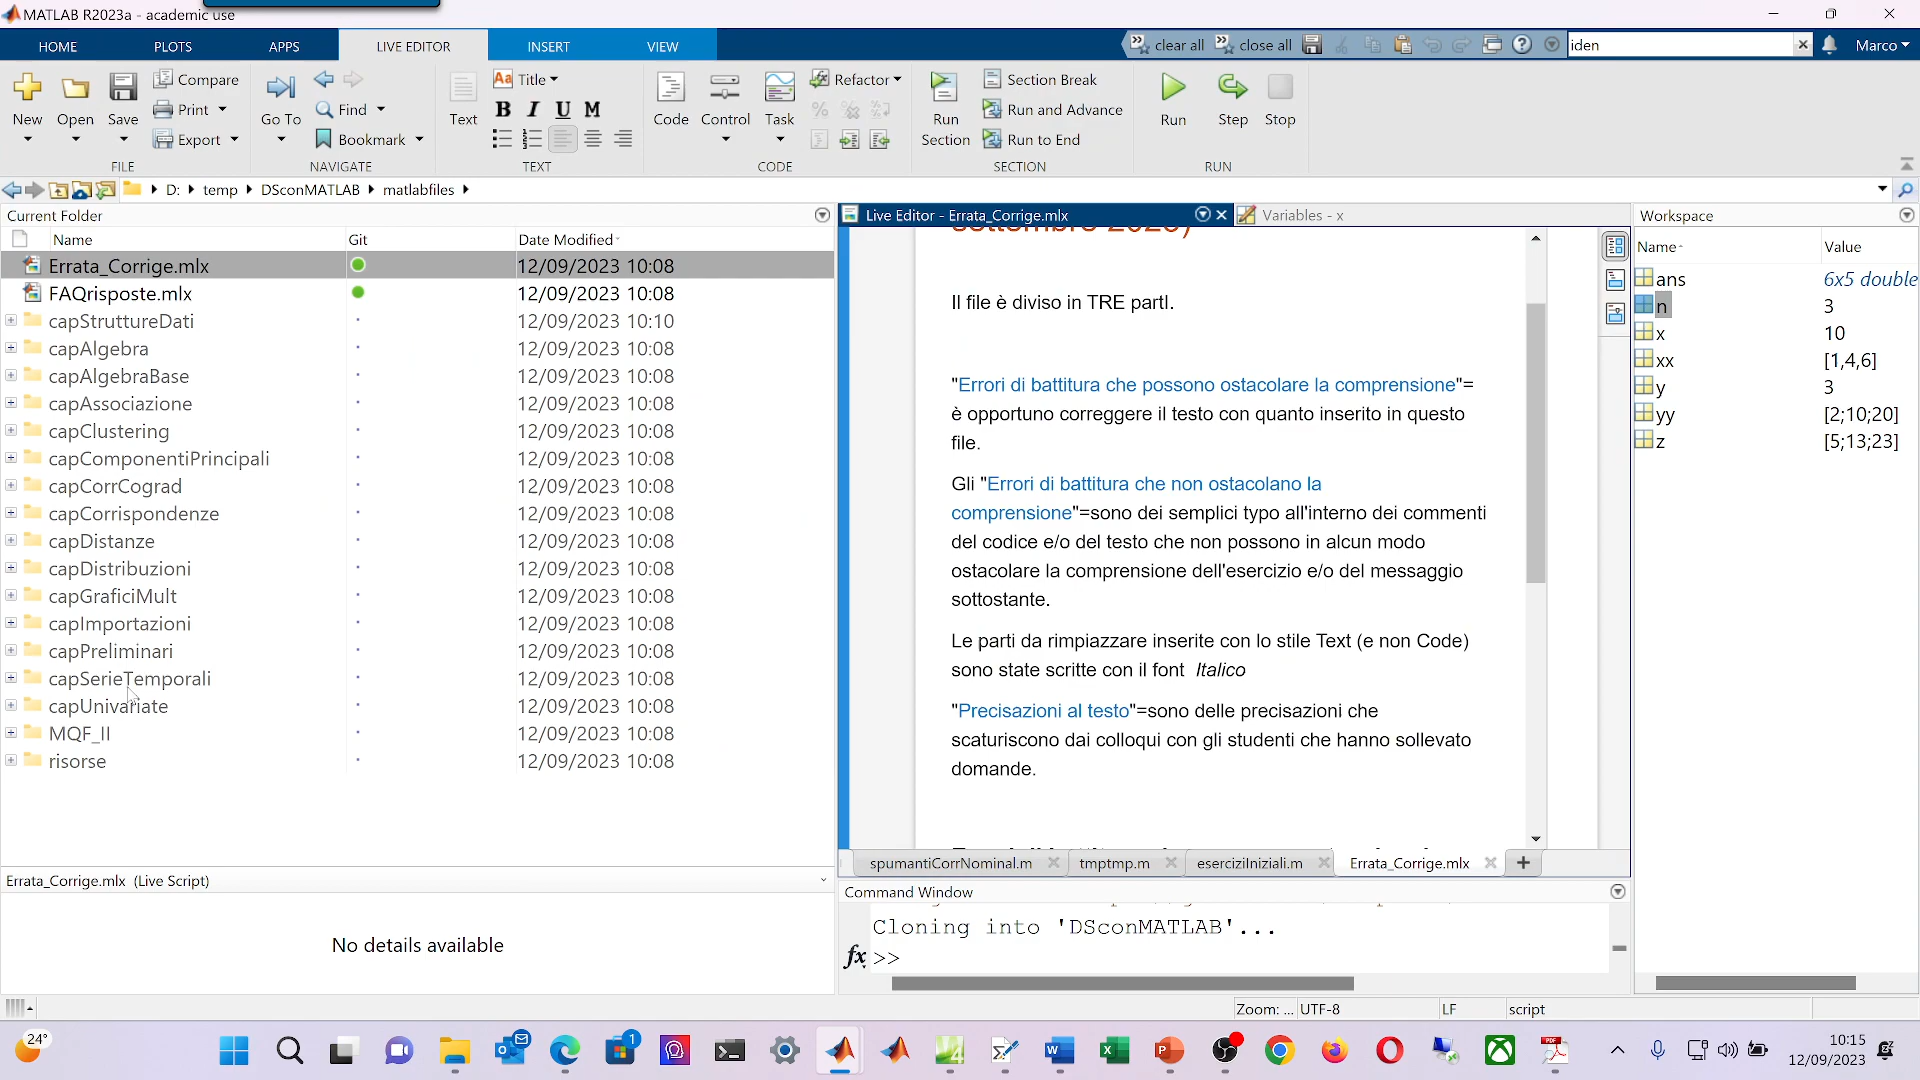 MATLAB R2023a - academic use
HOME PLOTS APPS LIVE EDITOR INSERT VIEW clear all close all iden Marco
New Open Save Compare Print Export Go To Find Bookmark Text Title B I U M Code Control Task Refactor Run Section Section Break Run and Advance Run to End Run Step Stop
FILE NAVIGATE TEXT CODE SECTION RUN
D: temp DSconMATLAB matlabfiles
Current Folder
Name Git Date Modified
Errata_Corrige.mlx 12/09/2023 10:08
FAQrisposte.mlx 12/09/2023 10:08
capStruttureDati 12/09/2023 10:10
capAlgebra 12/09/2023 10:08
capAlgebraBase 12/09/2023 10:08
capAssociazione 12/09/2023 10:08
capClustering 12/09/2023 10:08
capComponentiPrincipali 12/09/2023 10:08
capCorrCograd 12/09/2023 10:08
capCorrispondenze 12/09/2023 10:08
capDistanze 12/09/2023 10:08
capDistribuzioni 12/09/2023 10:08
capGraficiMult 12/09/2023 10:08
capImportazioni 12/09/2023 10:08
capPreliminari 12/09/2023 10:08
capSerieTemporali 12/09/2023 10:08
capUnivariate 12/09/2023 10:08
MQF_II 12/09/2023 10:08
risorse 12/09/2023 10:08
Errata_Corrige.mlx (Live Script)
No details available
Live Editor - Errata_Corrige.mlx
Variables - x
settembre 2023)
Il file è diviso in TRE partI.
"Errori di battitura che possono ostacolare la comprensione"=
è opportuno correggere il testo con quanto inserito in questo
file.
Gli "Errori di battitura che non ostacolano la
comprensione"=sono dei semplici typo all'interno dei commenti
del codice e/o del testo che non possono in alcun modo
ostacolare la comprensione dell'esercizio e/o del messaggio
sottostante.
Le parti da rimpiazzare inserite con lo stile Text (e non Code)
sono state scritte con il font Italico
"Precisazioni al testo"=sono delle precisazioni che
scaturiscono dai colloqui con gli studenti che hanno sollevato
domande.
spumantiCorrNominal.m tmptmp.m eserciziIniziali.m Errata_Corrige.mlx
Command Window
Cloning into 'DSconMATLAB'...
fx >>
Workspace
Name Value
ans 6x5 double
n 3
x 10
xx [1,4,6]
y 3
yy [2;10;20]
z [5;13;23]
Zoom: ... UTF-8 LF script
24°
1
10:15
12/09/2023